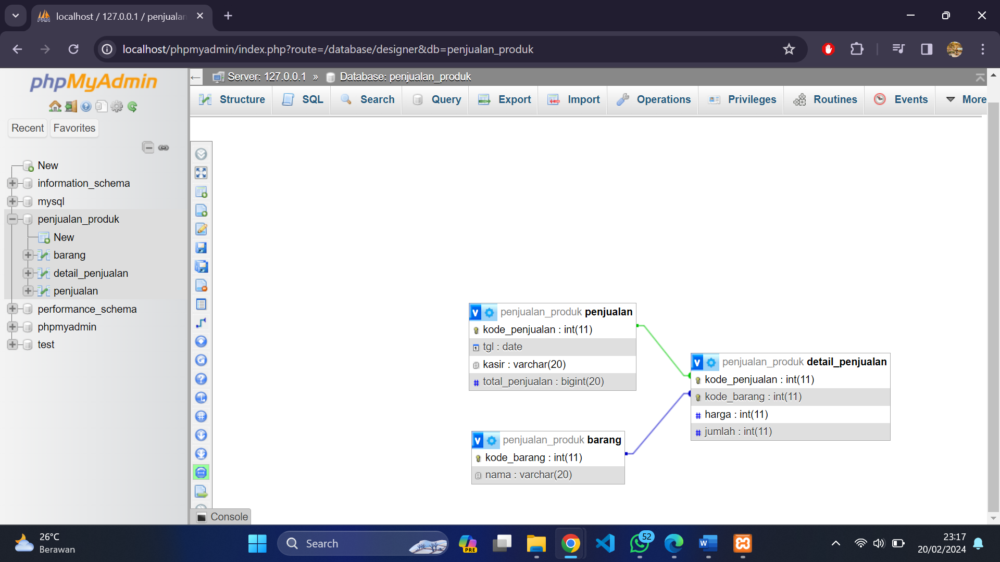 localhost / 127.0.0.1 / penjualan
localhost/phpmyadmin/index.php?route=/database/designer&db=penjualan_produk
phpMyAdmin
Server: 127.0.0.1 » Database: penjualan_produk
Structure SQL Search Query Export Import Operations Privileges Routines Events More
Recent Favorites
New
information_schema
mysql
penjualan_produk
New
barang
detail_penjualan
penjualan
performance_schema
phpmyadmin
test
v penjualan_produk penjualan
kode_penjualan : int(11)
tgl : date
kasir : varchar(20)
# total_penjualan : bigint(20)
v penjualan_produk detail_penjualan
kode_penjualan : int(11)
kode_barang : int(11)
# harga : int(11)
# jumlah : int(11)
v penjualan_produk barang
kode_barang : int(11)
nama : varchar(20)
Console
26°C
Berawan
Search
PRE
52
23:17
20/02/2024